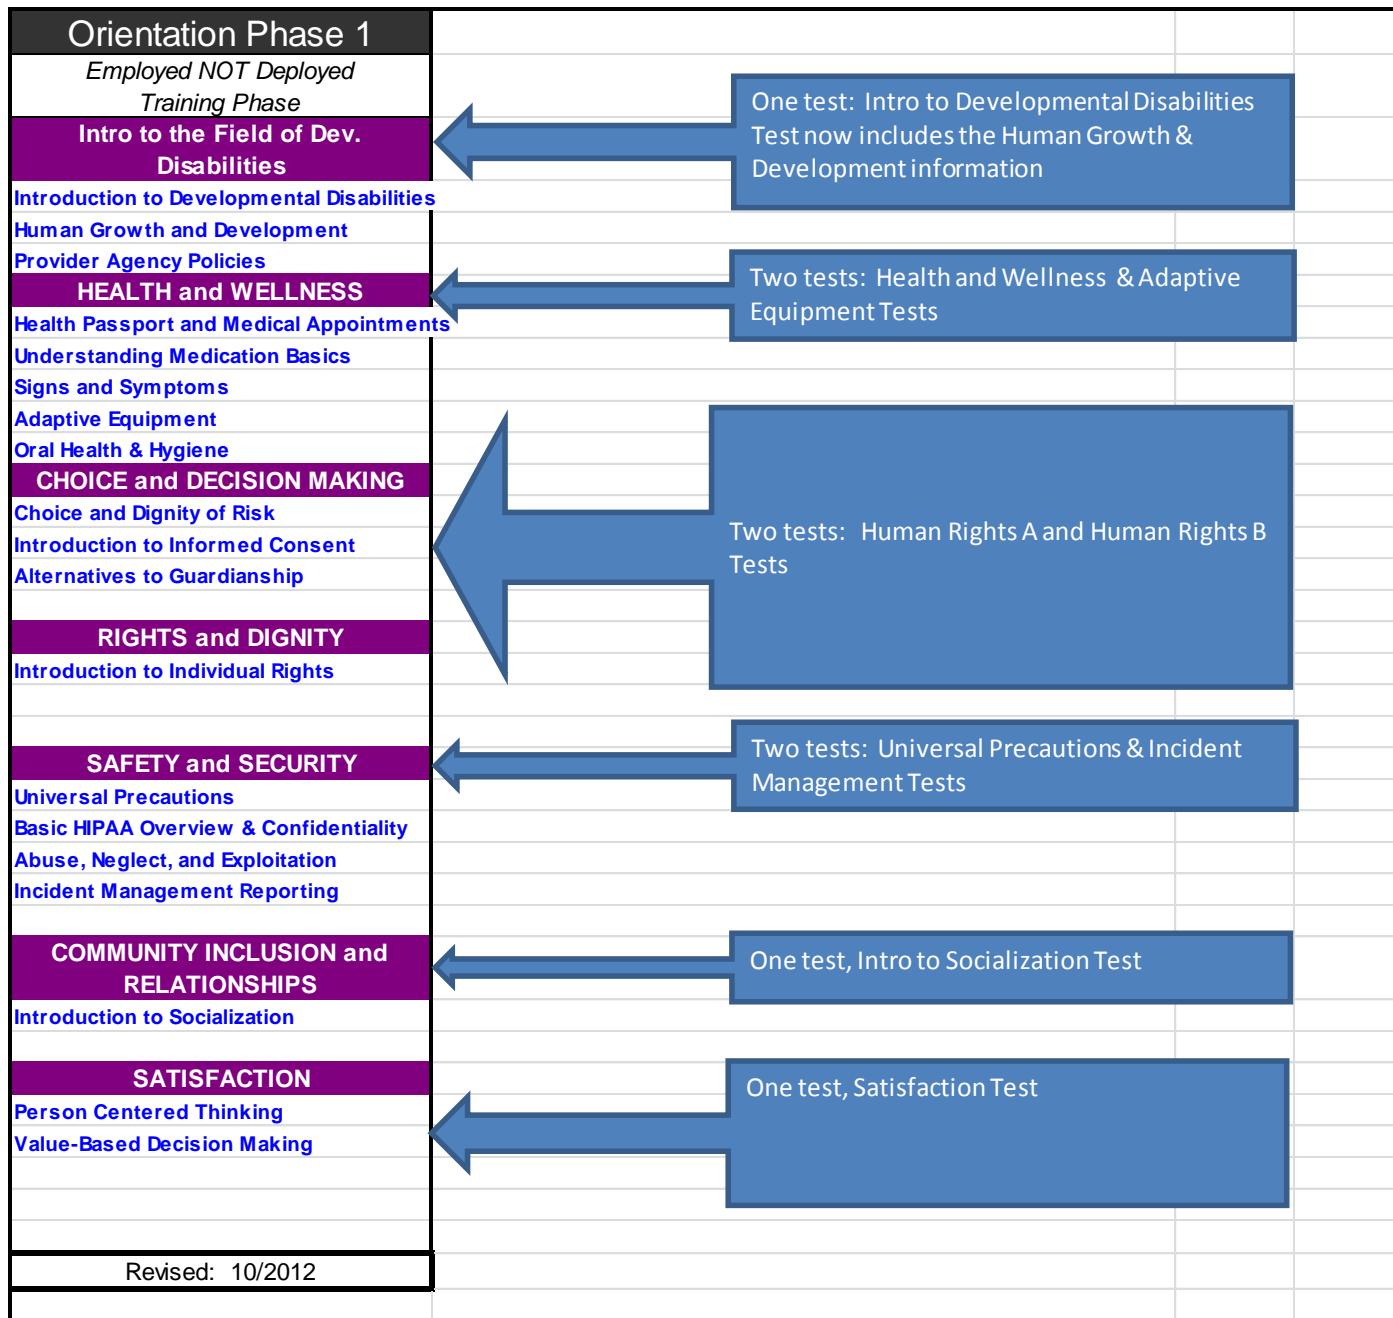 Orientation Phase 1
Employed NOT Deployed
Training Phase
Intro to the Field of Dev.
Disabilities
Introduction to Developmental Disabilities
Human Growth and Development
Provider Agency Policies
HEALTH and WELLNESS
Health Passport and Medical Appointments
Understanding Medication Basics
Signs and Symptoms
Adaptive Equipment
Oral Health & Hygiene
CHOICE and DECISION MAKING
Choice and Dignity of Risk
Introduction to Informed Consent
Alternatives to Guardianship
RIGHTS and DIGNITY
Introduction to Individual Rights
SAFETY and SECURITY
Universal Precautions
Basic HIPAA Overview & Confidentiality
Abuse, Neglect, and Exploitation
Incident Management Reporting
COMMUNITY INCLUSION and
RELATIONSHIPS
Introduction to Socialization
SATISFACTION
Person Centered Thinking
Value-Based Decision Making
Revised: 10/2012
One test: Intro to Developmental Disabilities
Test now includes the Human Growth &
Development information
Two tests: Health and Wellness & Adaptive
Equipment Tests
Two tests: Human Rights A and Human Rights B
Tests
Two tests: Universal Precautions & Incident
Management Tests
One test, Intro to Socialization Test
One test, Satisfaction Test